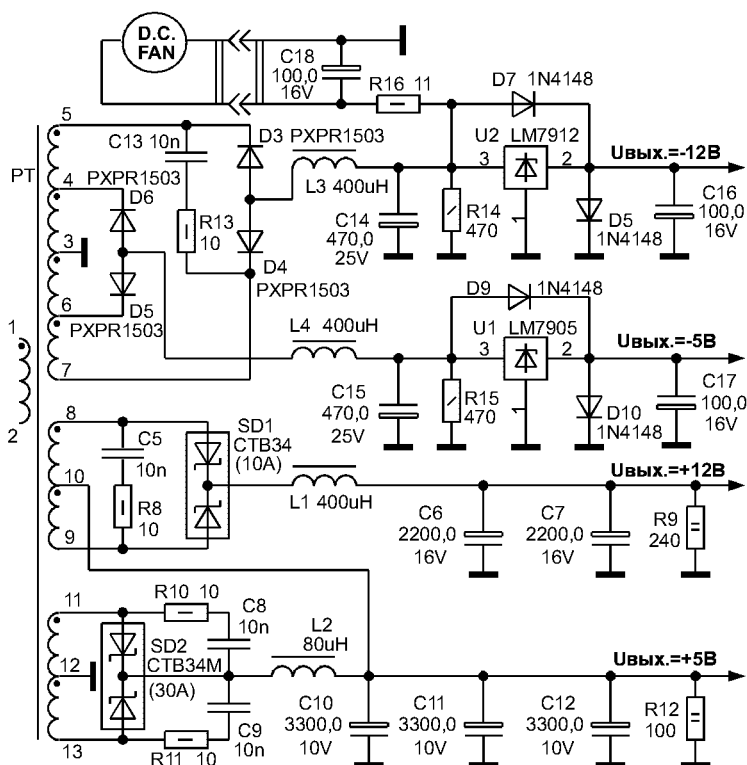 D.C.
FAN
C18
100,0
16V
R16 11
D7 1N4148
5
C13 10n
D3 PXPR1503
U2 LM7912
3
2
Uвых.=-12В
PT
4
PXPR1503
D6
L3 400uH
R13
10
C14
470,0
25V
R14
470
1
D5
1N4148
C16
100,0
16V
3
D4
PXPR1503
6
D5
PXPR1503
D9 1N4148
L4 400uH
U1 LM7905
3
2
Uвых.=-5В
1
7
C15
470,0
25V
R15
470
1
D10
1N4148
C17
100,0
16V
2
8
C5
10n
SD1
CTB34
(10A)
Uвых.=+12В
10
R8
10
L1 400uH
C6
2200,0
16V
C7
2200,0
16V
R9
240
9
11
R10 10
C8
10n
L2
80uH
SD2
CTB34M
(30A)
Uвых.=+5В
12
C10
3300,0
10V
C11
3300,0
10V
C12
3300,0
10V
R12
100
C9
10n
13
R11 10